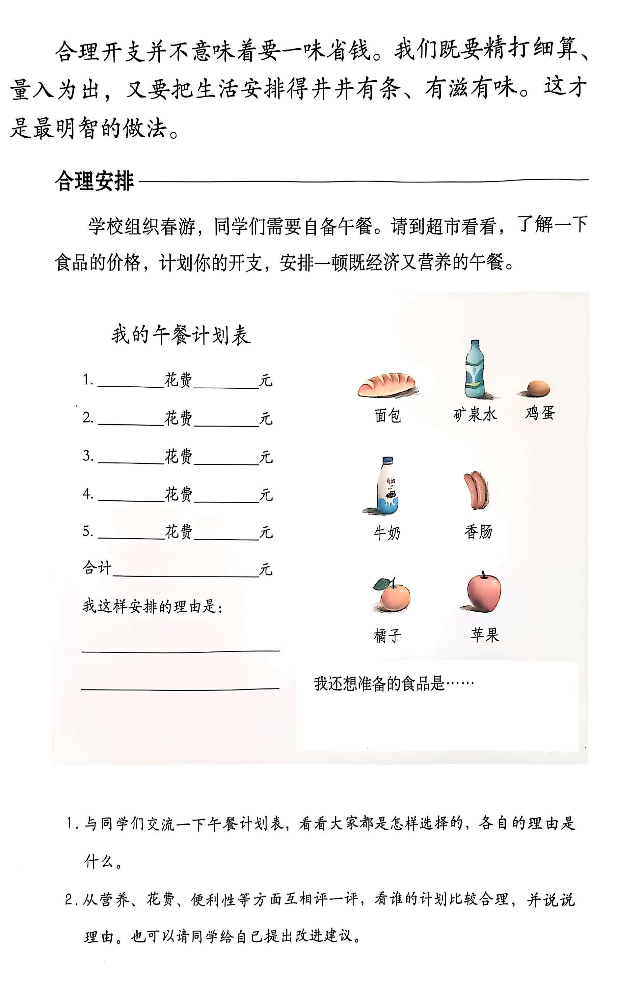 合理开支并不意味着要一味省钱。我们既要精打细算、
量入为出，又要把生活安排得井井有条、有滋有味。这才
是最明智的做法。
合理安排
学校组织春游，同学们需要自备午餐。请到超市看看，了解一下
食品的价格，计划你的开支，安排一顿既经济又营养的午餐。
我的午餐计划表
1. ________花费________元
2. ________花费________元
3. ________花费________元
4. ________花费________元
5. ________花费________元
合计________________元
我这样安排的理由是：
面包 矿泉水 鸡蛋
牛奶
牛奶 香肠
橘子 苹果
我还想准备的食品是……
1. 与同学们交流一下午餐计划表，看看大家都是怎样选择的，各自的理由是
什么。
2. 从营养、花费、便利性等方面互相评一评，看谁的计划比较合理，并说说
理由。也可以请同学给自己提出改进建议。